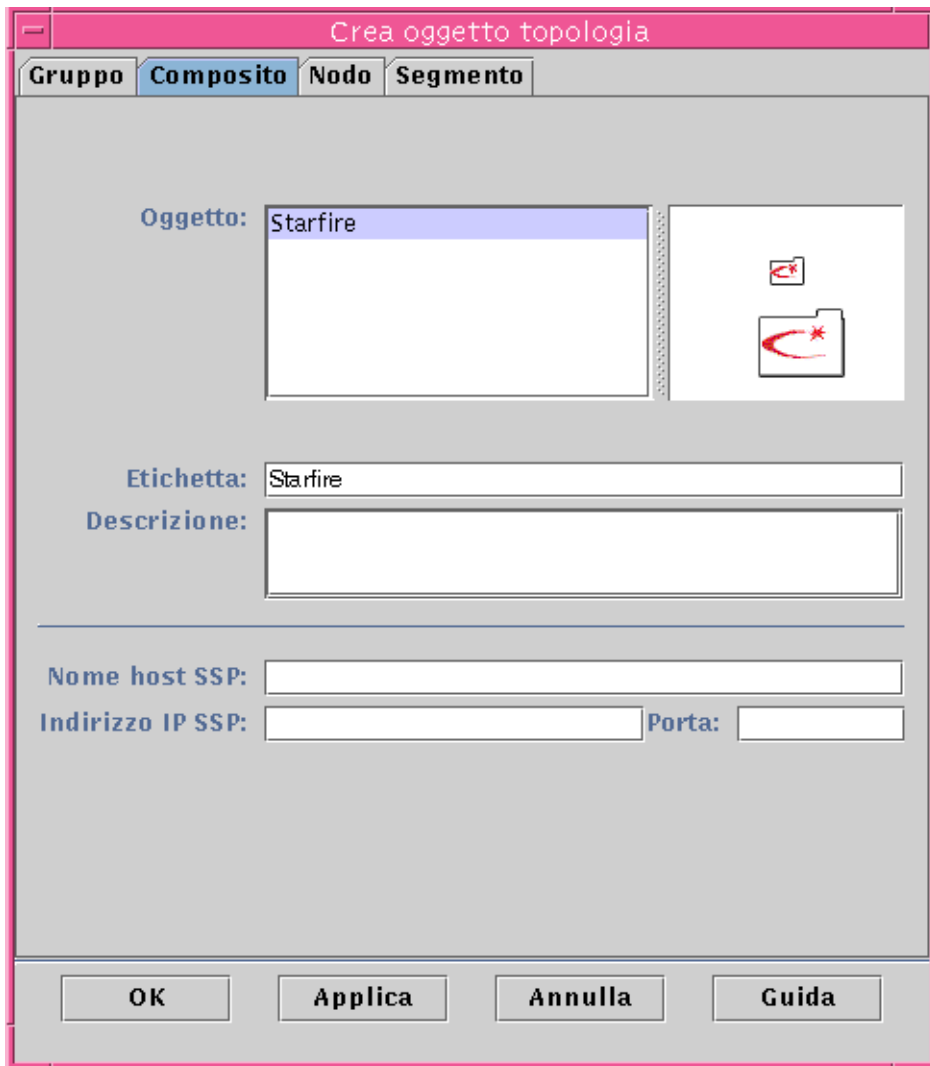 Crea oggetto topologia
Gruppo Composito Nodo Segmento
Oggetto: Starfire
Etichetta: Starfire
Descrizione:
Nome host SSP:
Indirizzo IP SSP: Porta:
OK Applica Annulla Guida